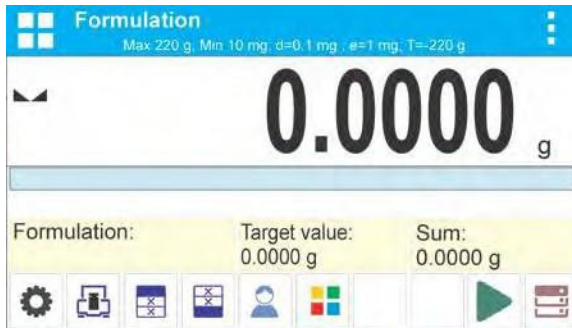 Formulation
Max 220 g, Min 10 mg, d=0.1 mg , e=1 mg, T=-220 g
0.0000 g
Formulation:
Target value:
0.0000 g
Sum:
0.0000 g